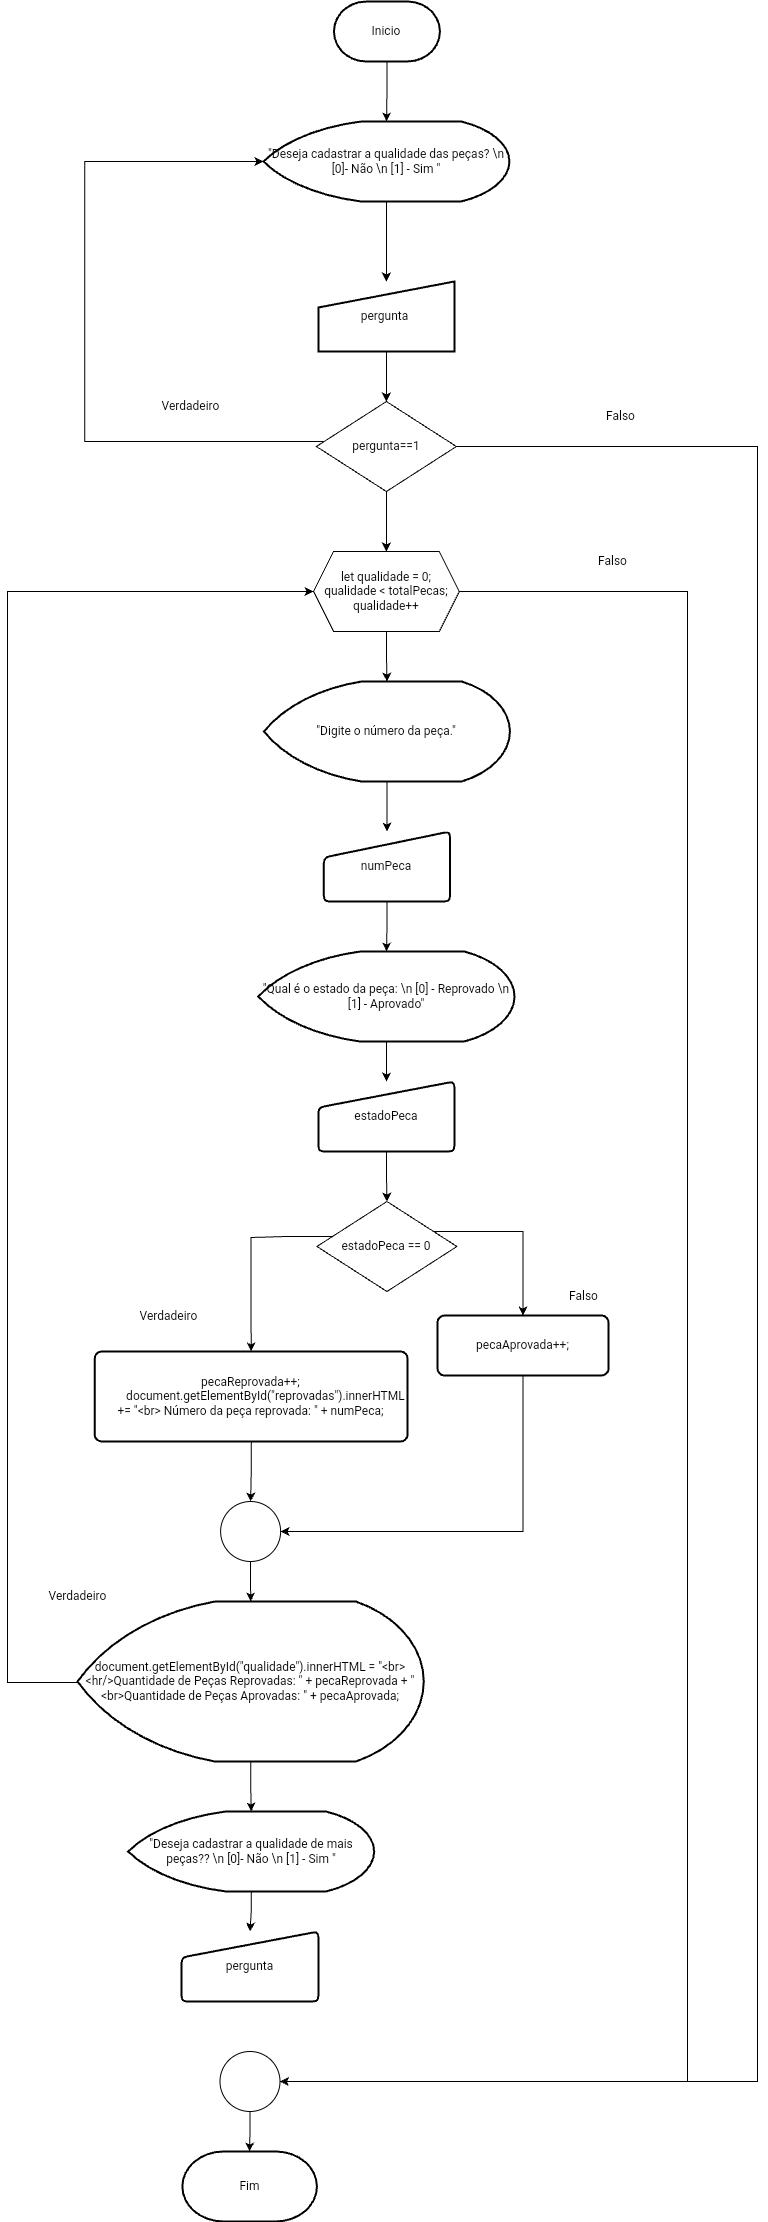 Inicio
"Deseja cadastrar a qualidade das peças? \n
[0]- Não \n [1] - Sim "
pergunta
Verdadeiro
Falso
pergunta==1
Falso
let qualidade = 0;
qualidade < totalPecas;
qualidade++
"Digite o número da peça."
numPeca
"Qual é o estado da peça: \n [0] - Reprovado \n
[1] - Aprovado"
estadoPeca
estadoPeca == 0
Falso
Verdadeiro
pecaAprovada++;
pecaReprovada++;
document.getElementById("reprovadas").innerHTML
+= "<br> Número da peça reprovada: " + numPeca;
Verdadeiro
document.getElementById("qualidade").innerHTML = "<br>
<hr/>Quantidade de Peças Reprovadas: " + pecaReprovada + "
<br>Quantidade de Peças Aprovadas: " + pecaAprovada;
"Deseja cadastrar a qualidade de mais
peças?? \n [0]- Não \n [1] - Sim "
pergunta
Fim